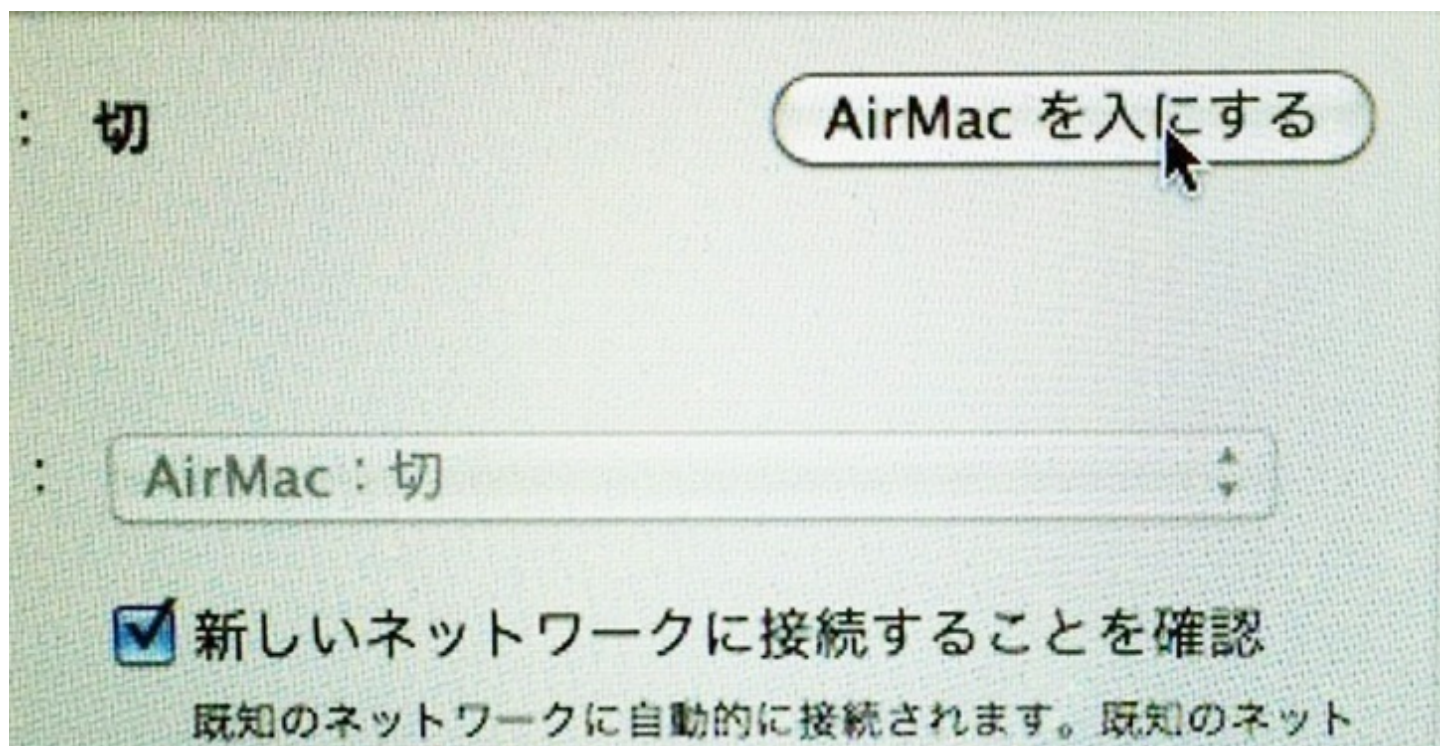 ： 切
AirMac を入にする
： AirMac：切
新しいネットワークに接続することを確認
既知のネットワークに自動的に接続されます。既知のネット